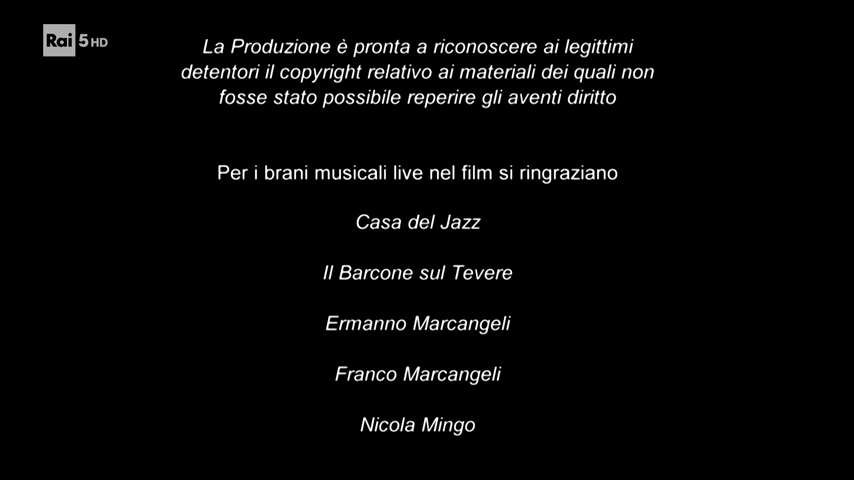 Rai 5 HD
La Produzione è pronta a riconoscere ai legittimi
detentori il copyright relativo ai materiali dei quali non
fosse stato possibile reperire gli aventi diritto
Per i brani musicali live nel film si ringraziano
Casa del Jazz
Il Barcone sul Tevere
Ermanno Marcangeli
Franco Marcangeli
Nicola Mingo